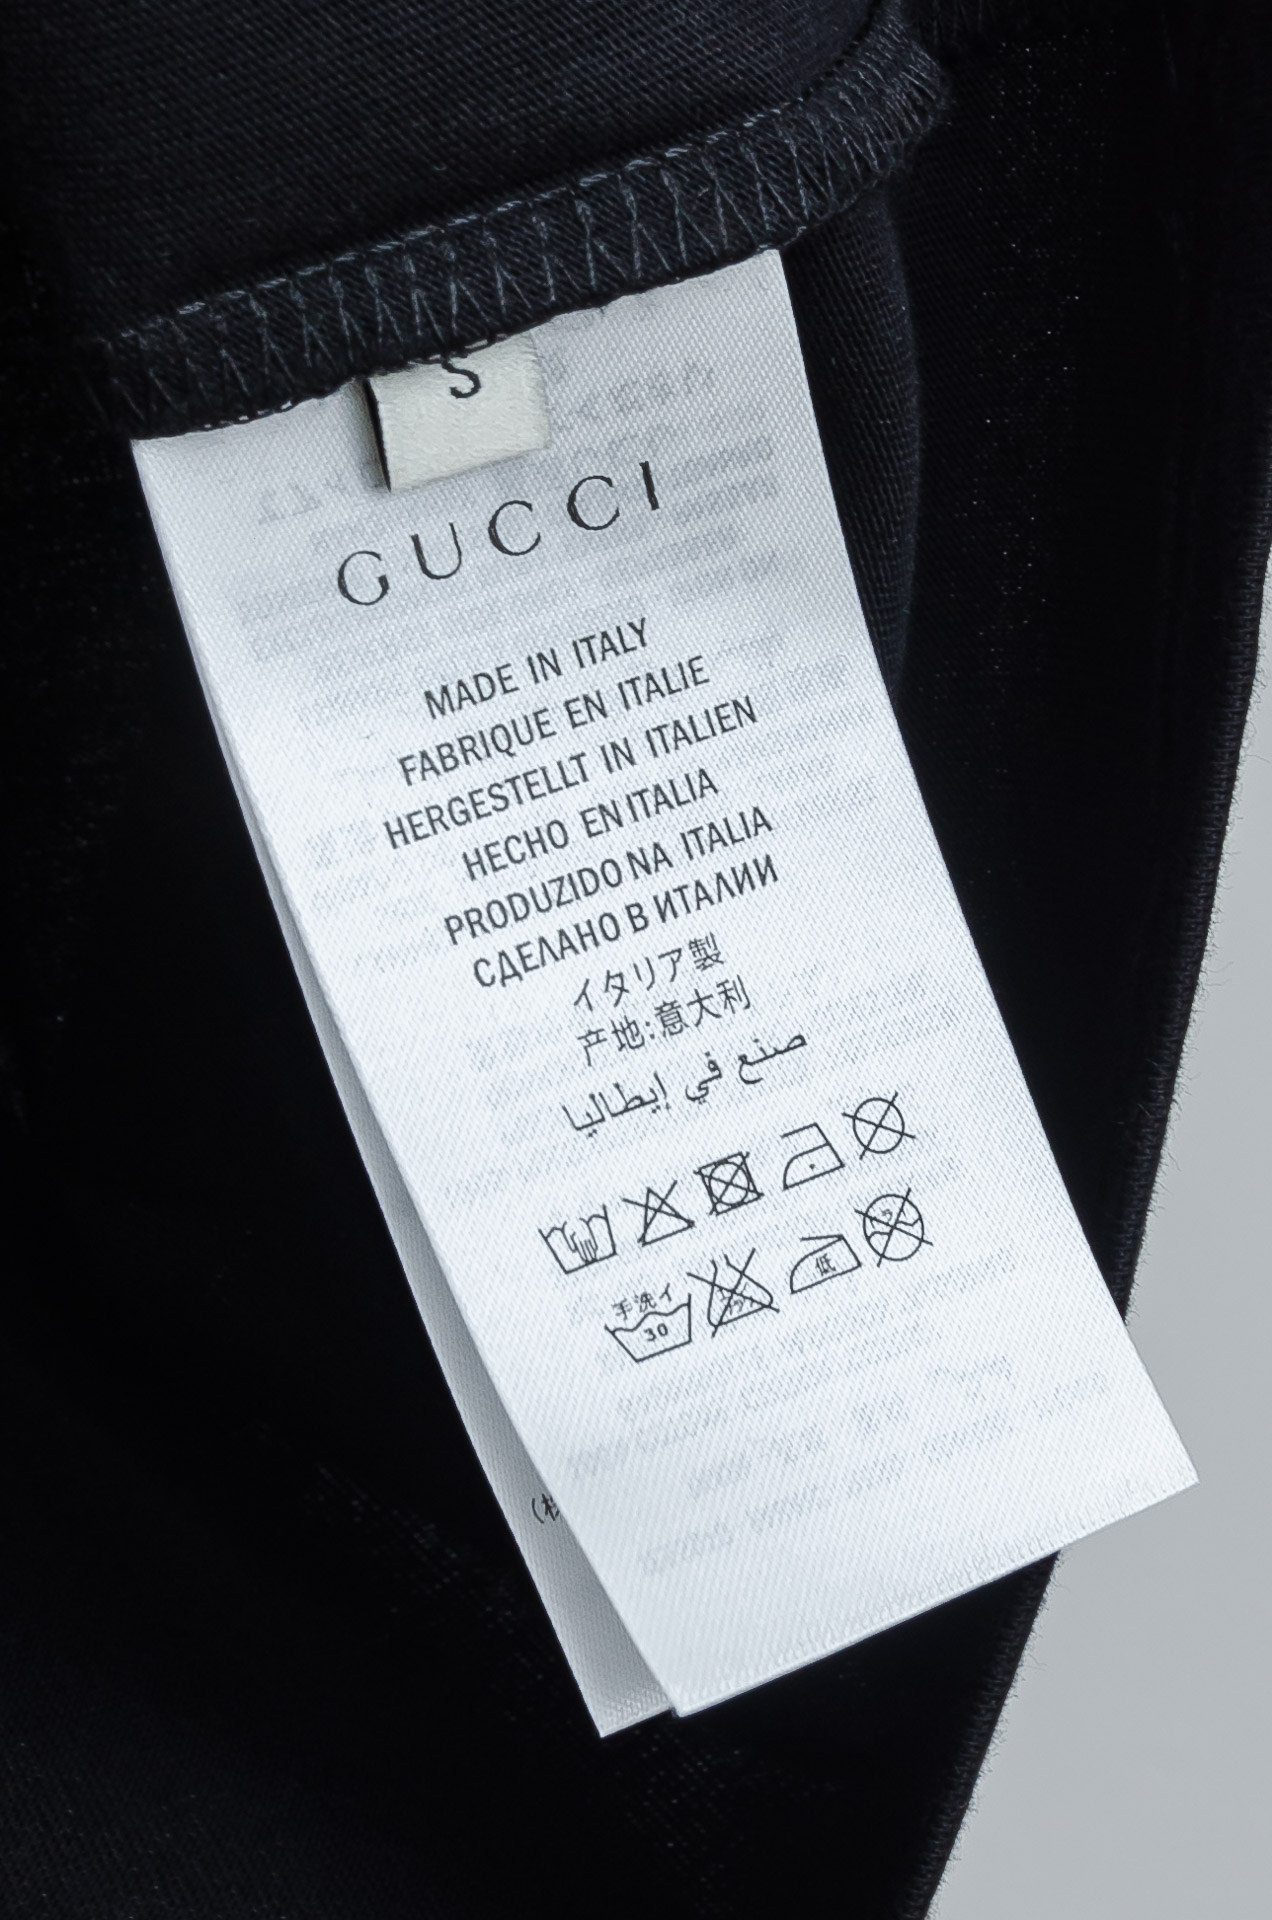 S
GUCCI
MADE IN ITALY
FABRIQUE EN ITALIE
HERGESTELLT IN ITALIEN
HECHO EN ITALIA
PRODUZIDO NA ITALIA
СДЕЛАНО В ИТАЛИИ
イタリア製
产地:意大利
صنع في إيطاليا
手洗イ
30
低